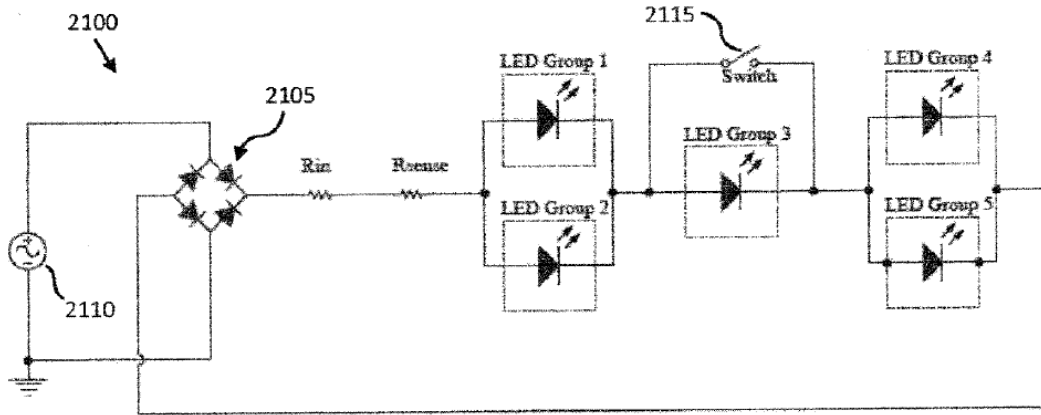 2100
2105
2110
2115
Rin
Rsense
LED Group 1
LED Group 2
Switch
LED Group 3
LED Group 4
LED Group 5